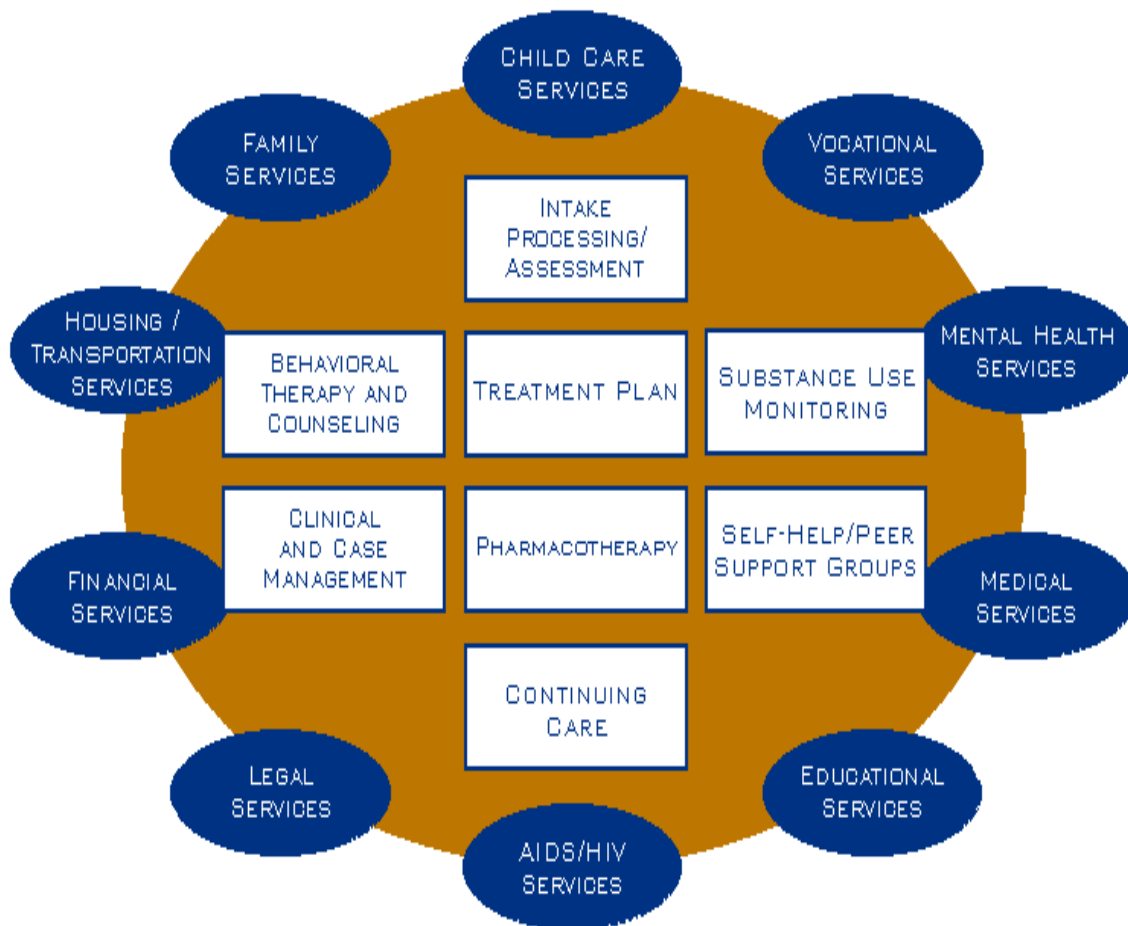 Child Care
Services
Family
Services
Vocational
Services
Intake
Processing/
Assessment
Housing /
Transportation
Services
Mental Health
Services
Behavioral
Therapy and
Counseling
Treatment Plan
Substance Use
Monitoring
Clinical
and Case
Management
Pharmacotherapy
Self-Help/Peer
Support Groups
Financial
Services
Medical
Services
Continuing
Care
Legal
Services
Educational
Services
AIDS/HIV
Services